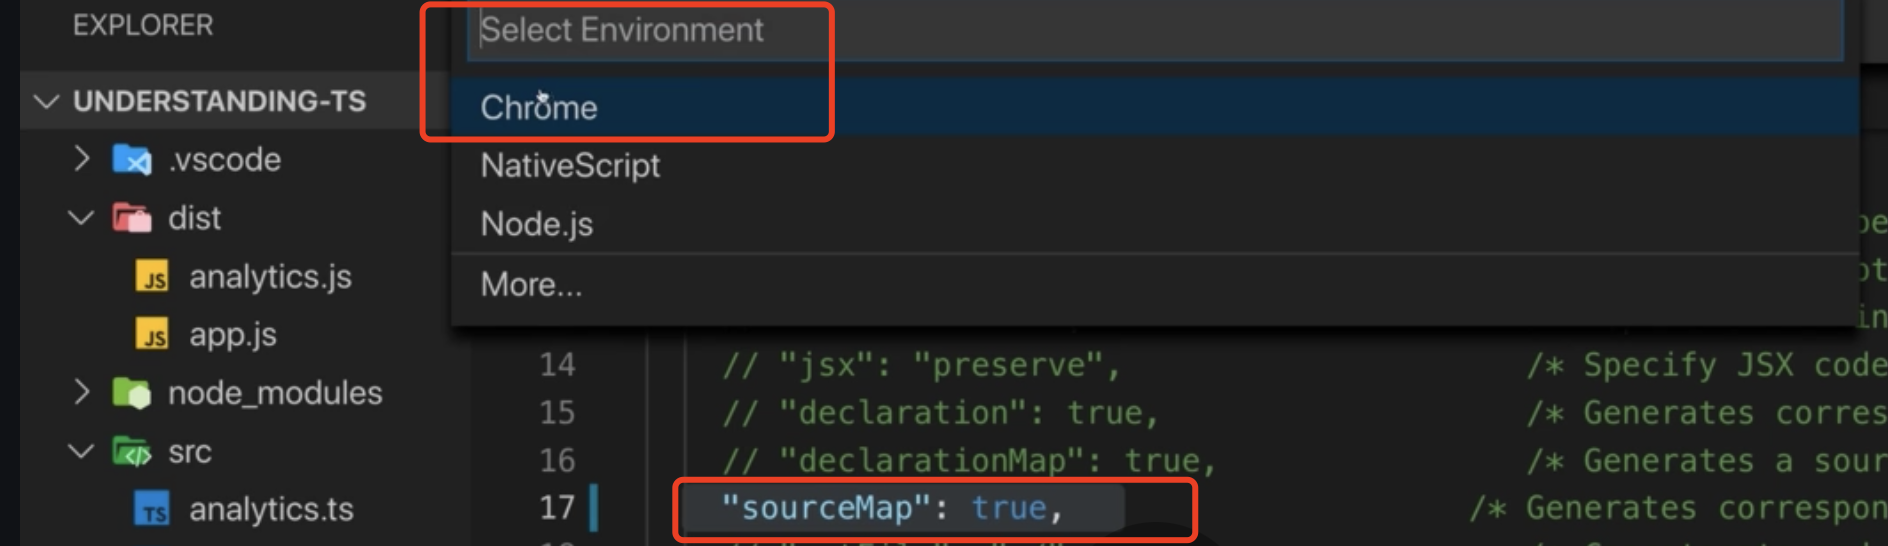 EXPLORER
UNDERSTANDING-TS
.vscode
dist
analytics.js
app.js
node_modules
src
TS analytics.ts
Select Environment
Chrome
NativeScript
Node.js
More...
14 // "jsx": "preserve", /* Specify JSX code
15 // "declaration": true, /* Generates corres
16 // "declarationMap": true, /* Generates a sour
17 "sourceMap": true, /* Generates correspon